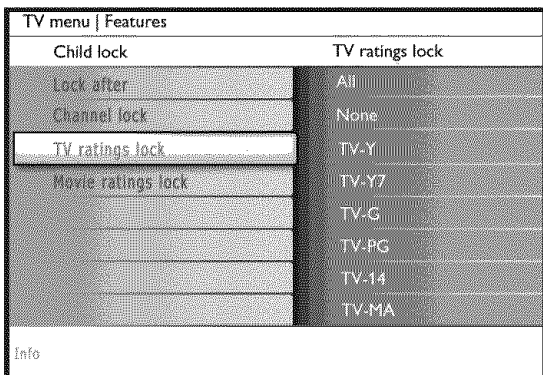 TV menu | Features
Child lock
TV ratings lock
Lock after
All
Channel lock
None
TV ratings lock
TV-Y
Movie ratings lock
TV-Y7
TV-G
TV-PG
TV-14
TV-MA
Info